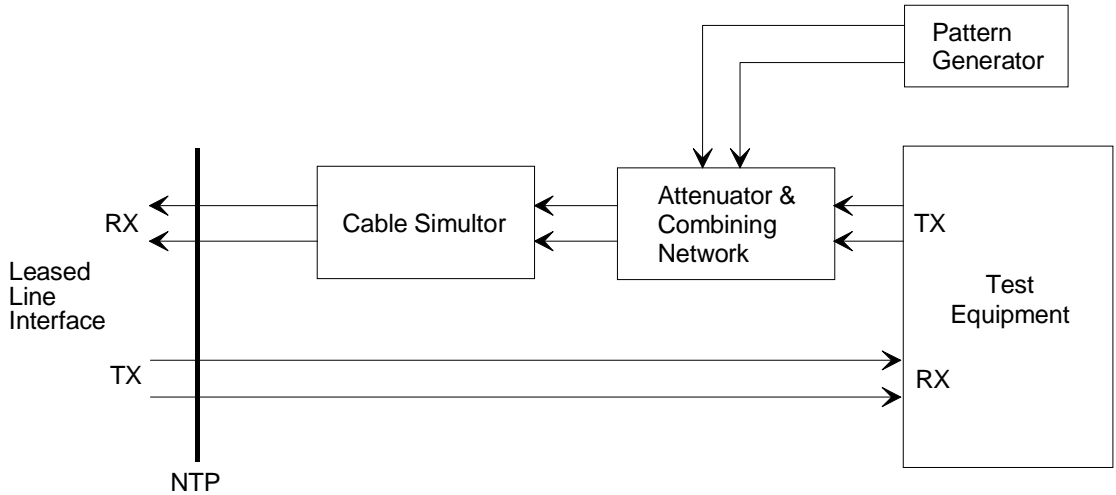 Pattern
Generator
RX
Cable Simultor
Attenuator &
Combining
Network
TX
Leased
Line
Interface
Test
Equipment
TX
RX
NTP